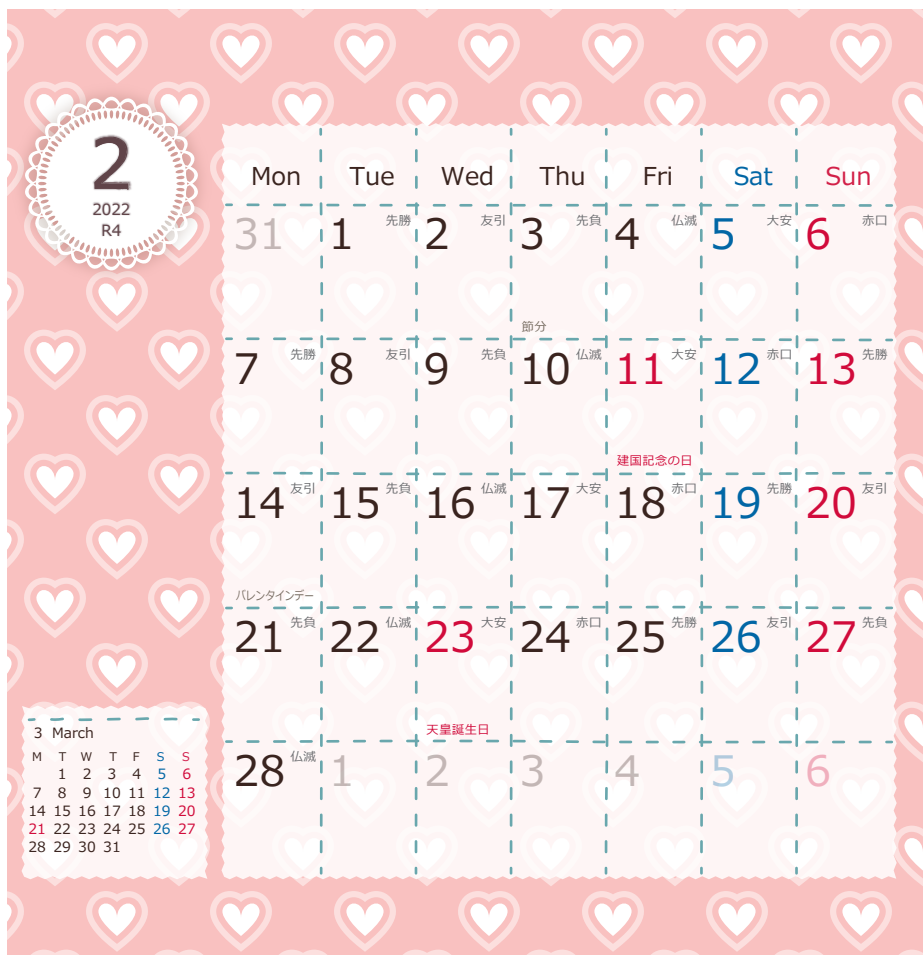 2
2022
R4
Mon Tue Wed Thu Fri Sat Sun
31 1 先勝 2 友引 3 先負 4 仏滅 5 大安 6 赤口
節分
7 先勝 8 友引 9 先負 10 仏滅 11 大安 12 赤口 13 先勝
建国記念の日
14 友引 15 先負 16 仏滅 17 大安 18 赤口 19 先勝 20 友引
バレンタインデー
21 先負 22 仏滅 23 大安 24 赤口 25 先勝 26 友引 27 先負
天皇誕生日
28 仏滅 1 2 3 4 5 6
3 March
M T W T F S S
1 2 3 4 5 6
7 8 9 10 11 12 13
14 15 16 17 18 19 20
21 22 23 24 25 26 27
28 29 30 31